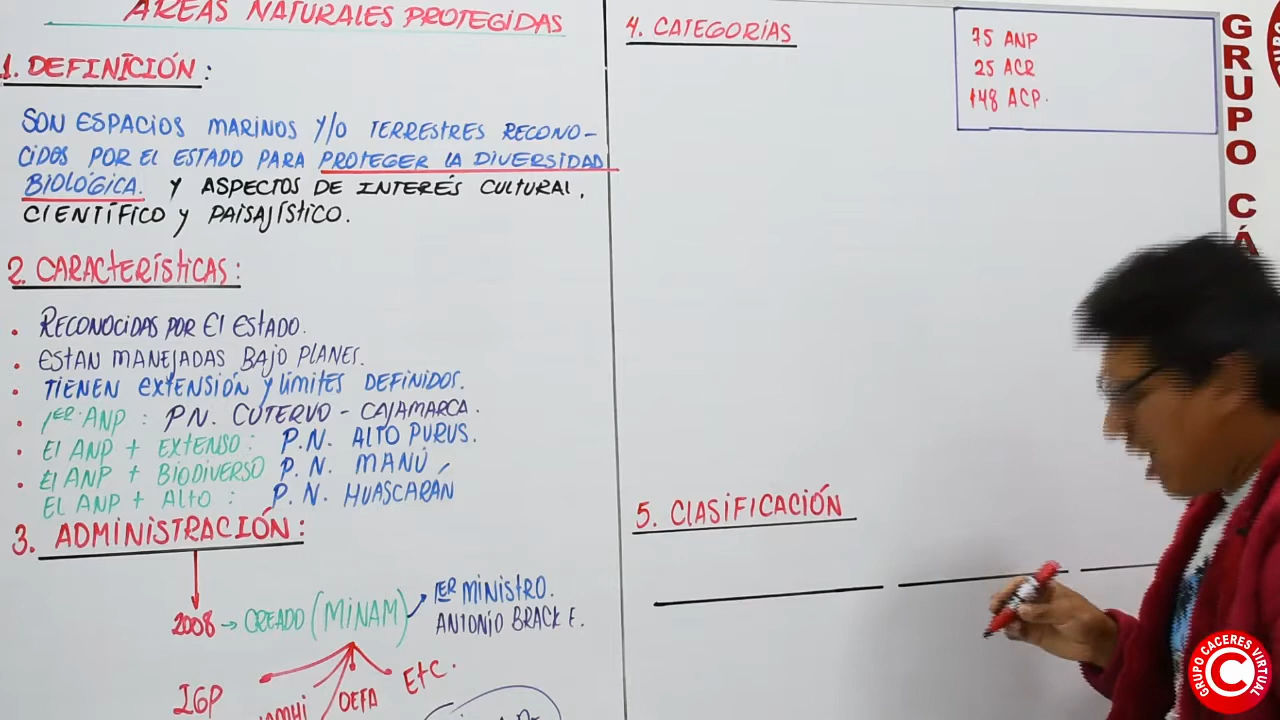 ÁREAS NATURALES PROTEGIDAS
1. DEFINICIÓN:
SON ESPACIOS MARINOS Y/O TERRESTRES RECONO-
CIDOS POR EL ESTADO PARA PROTEGER LA DIVERSIDAD
BIOLÓGICA. Y ASPECTOS DE INTERÉS CULTURAL,
CIENTÍFICO Y PAISAJÍSTICO.
2. CARACTERÍSTICAS:
• RECONOCIDAS POR El ESTADO.
• ESTAN MANEJADAS BAJO PLANES.
• TIENEN EXTENSIÓN Y LÍMITES DEFINIDOS.
• 1ER ANP : P.N. CUTERVO - CAJAMARCA.
• El ANP + EXTENSO: P.N. ALTO PURUS.
• El ANP + BIODIVERSO P. N. MANÚ
EL ANP + ALTO : P. N. HUASCARÁN
3. ADMINISTRACIÓN:
2008 → CREADO (MINAM)
1ER MINISTRO.
ANTONIO BRACK E.
IGP
OEFA
Etc.
4. CATEGORÍAS
75 ANP
25 ACR
148 ACP.
5. ClASIFICACIÓN
GRUPO CÁ
GRUPO CACERES VIRTUAL
C